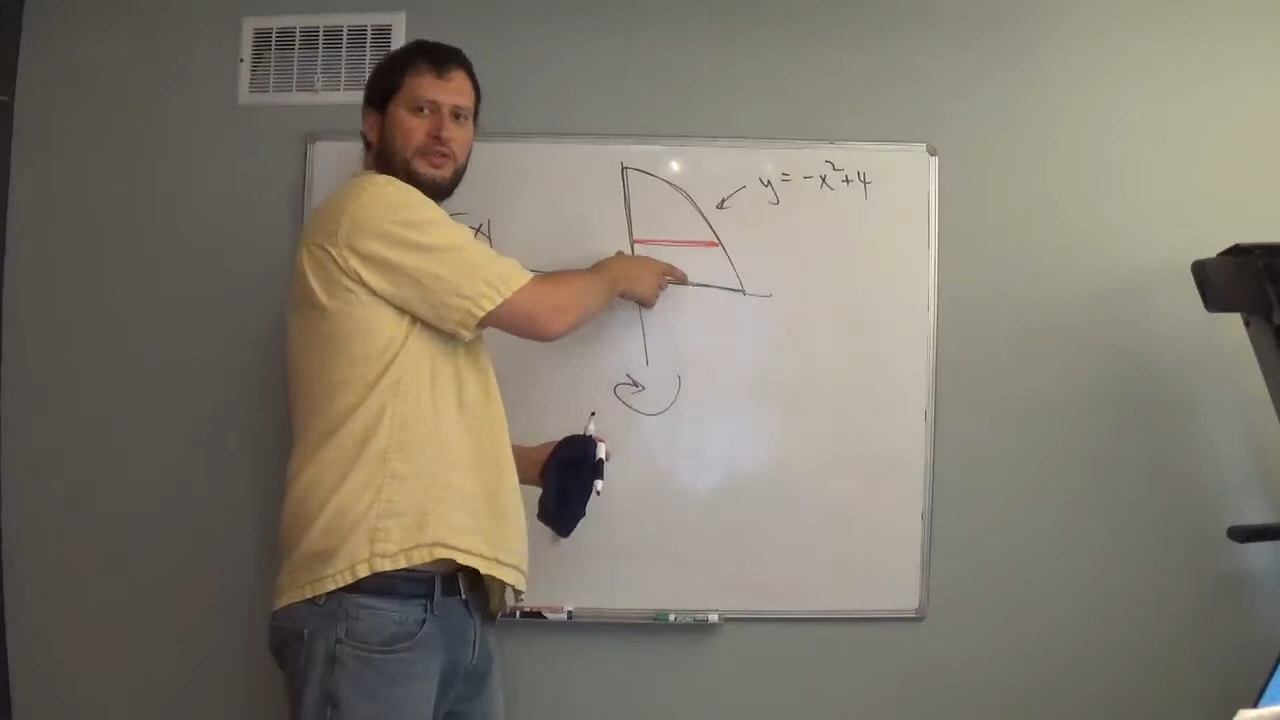 y = -x²+4